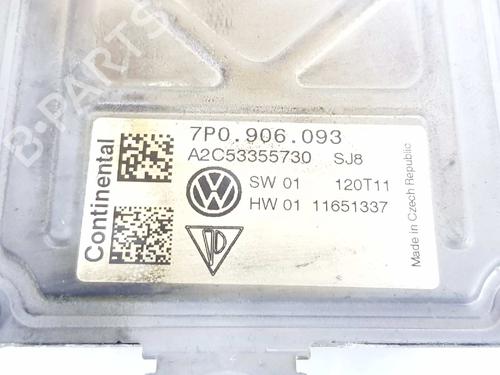 7P0.906.093
A2C53355730 SJ8
SW 01 120T11
HW 01 11651337
Continental
Made in Czech Republic
B-PARTS